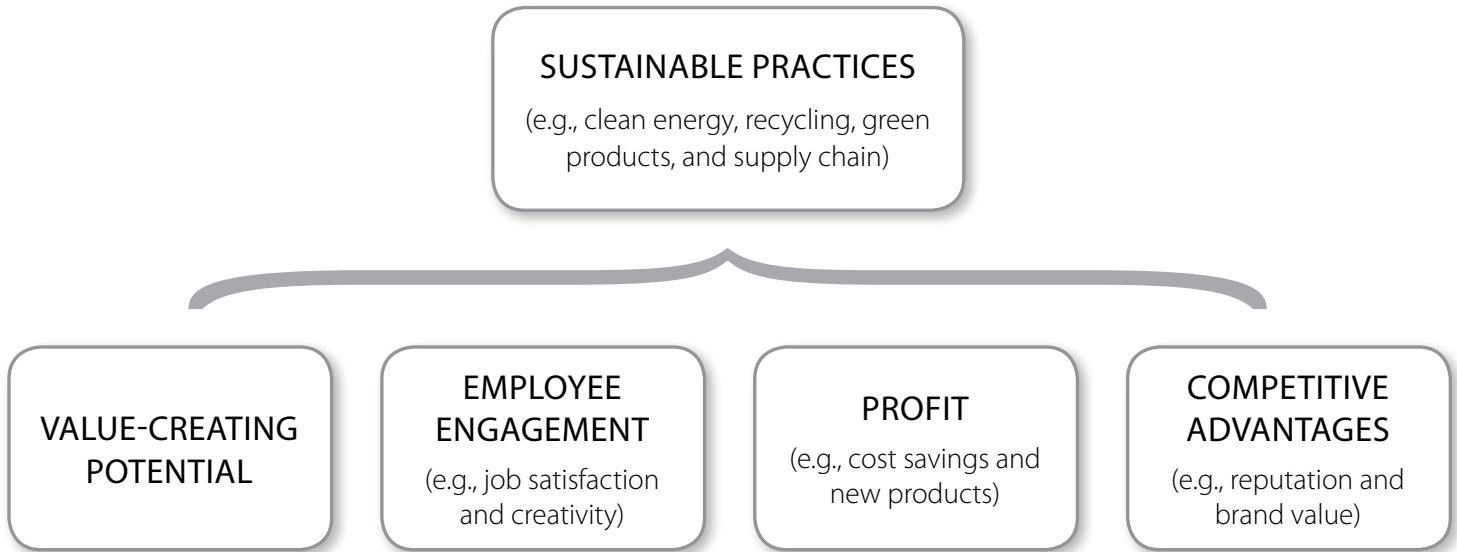 SUSTAINABLE PRACTICES
(e.g., clean energy, recycling, green
products, and supply chain)
VALUE-CREATING
POTENTIAL
EMPLOYEE
ENGAGEMENT
(e.g., job satisfaction
and creativity)
PROFIT
(e.g., cost savings and
new products)
COMPETITIVE
ADVANTAGES
(e.g., reputation and
brand value)